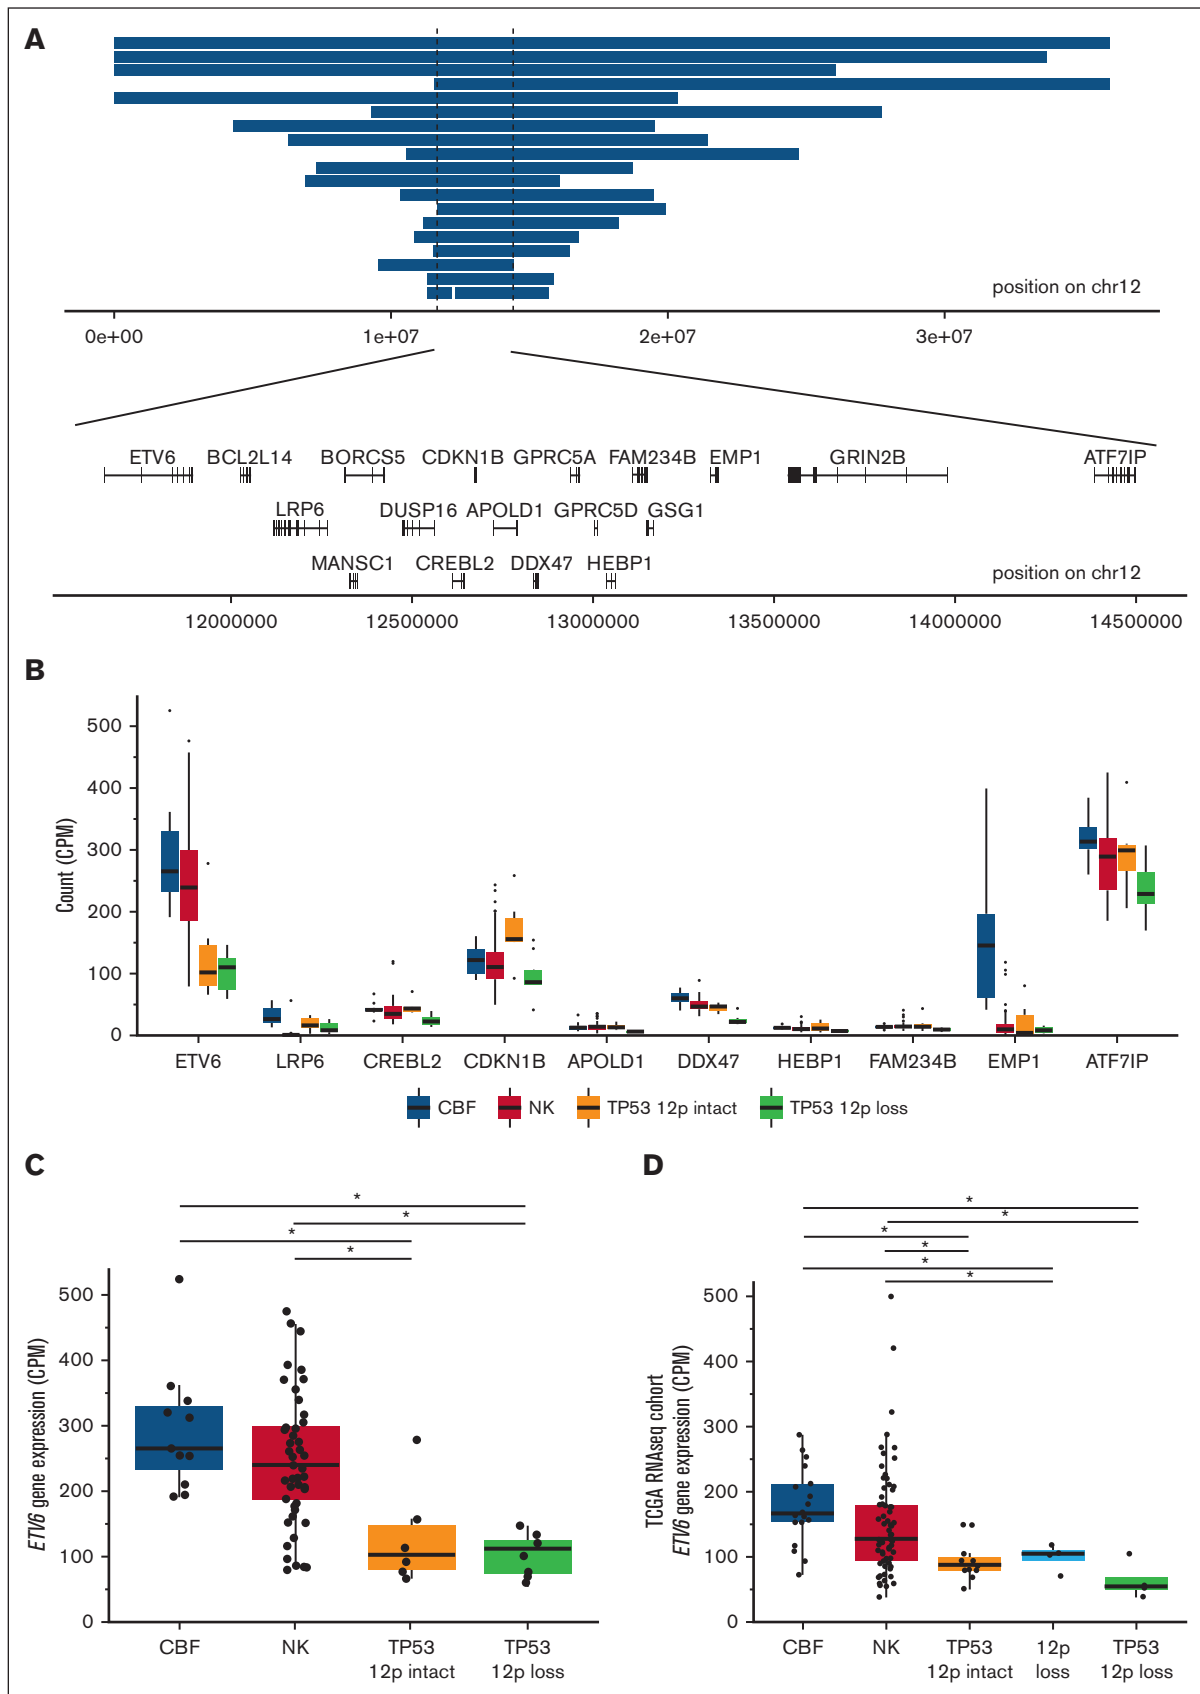 A
position on chr12
0e+00 1e+07 2e+07 3e+07
ETV6 BCL2L14 BORCS5 CDKN1B GPRC5A FAM234B EMP1 GRIN2B ATF7IP
LRP6 DUSP16 APOLD1 GPRC5D GSG1
MANSC1 CREBL2 DDX47 HEBP1
position on chr12
12000000 12500000 13000000 13500000 14000000 14500000
B
Count (CPM)
500
400
300
200
100
0
ETV6 LRP6 CREBL2 CDKN1B APOLD1 DDX47 HEBP1 FAM234B EMP1 ATF7IP
CBF NK TP53 12p intact TP53 12p loss
C
*
*
*
*
ETV6 gene expression (CPM)
500
400
300
200
100
0
CBF NK TP53 12p intact TP53 12p loss
D
*
*
*
*
*
*
TCGA RNAseq cohort
ETV6 gene expression (CPM)
500
400
300
200
100
0
CBF NK TP53 12p intact 12p loss TP53 12p loss